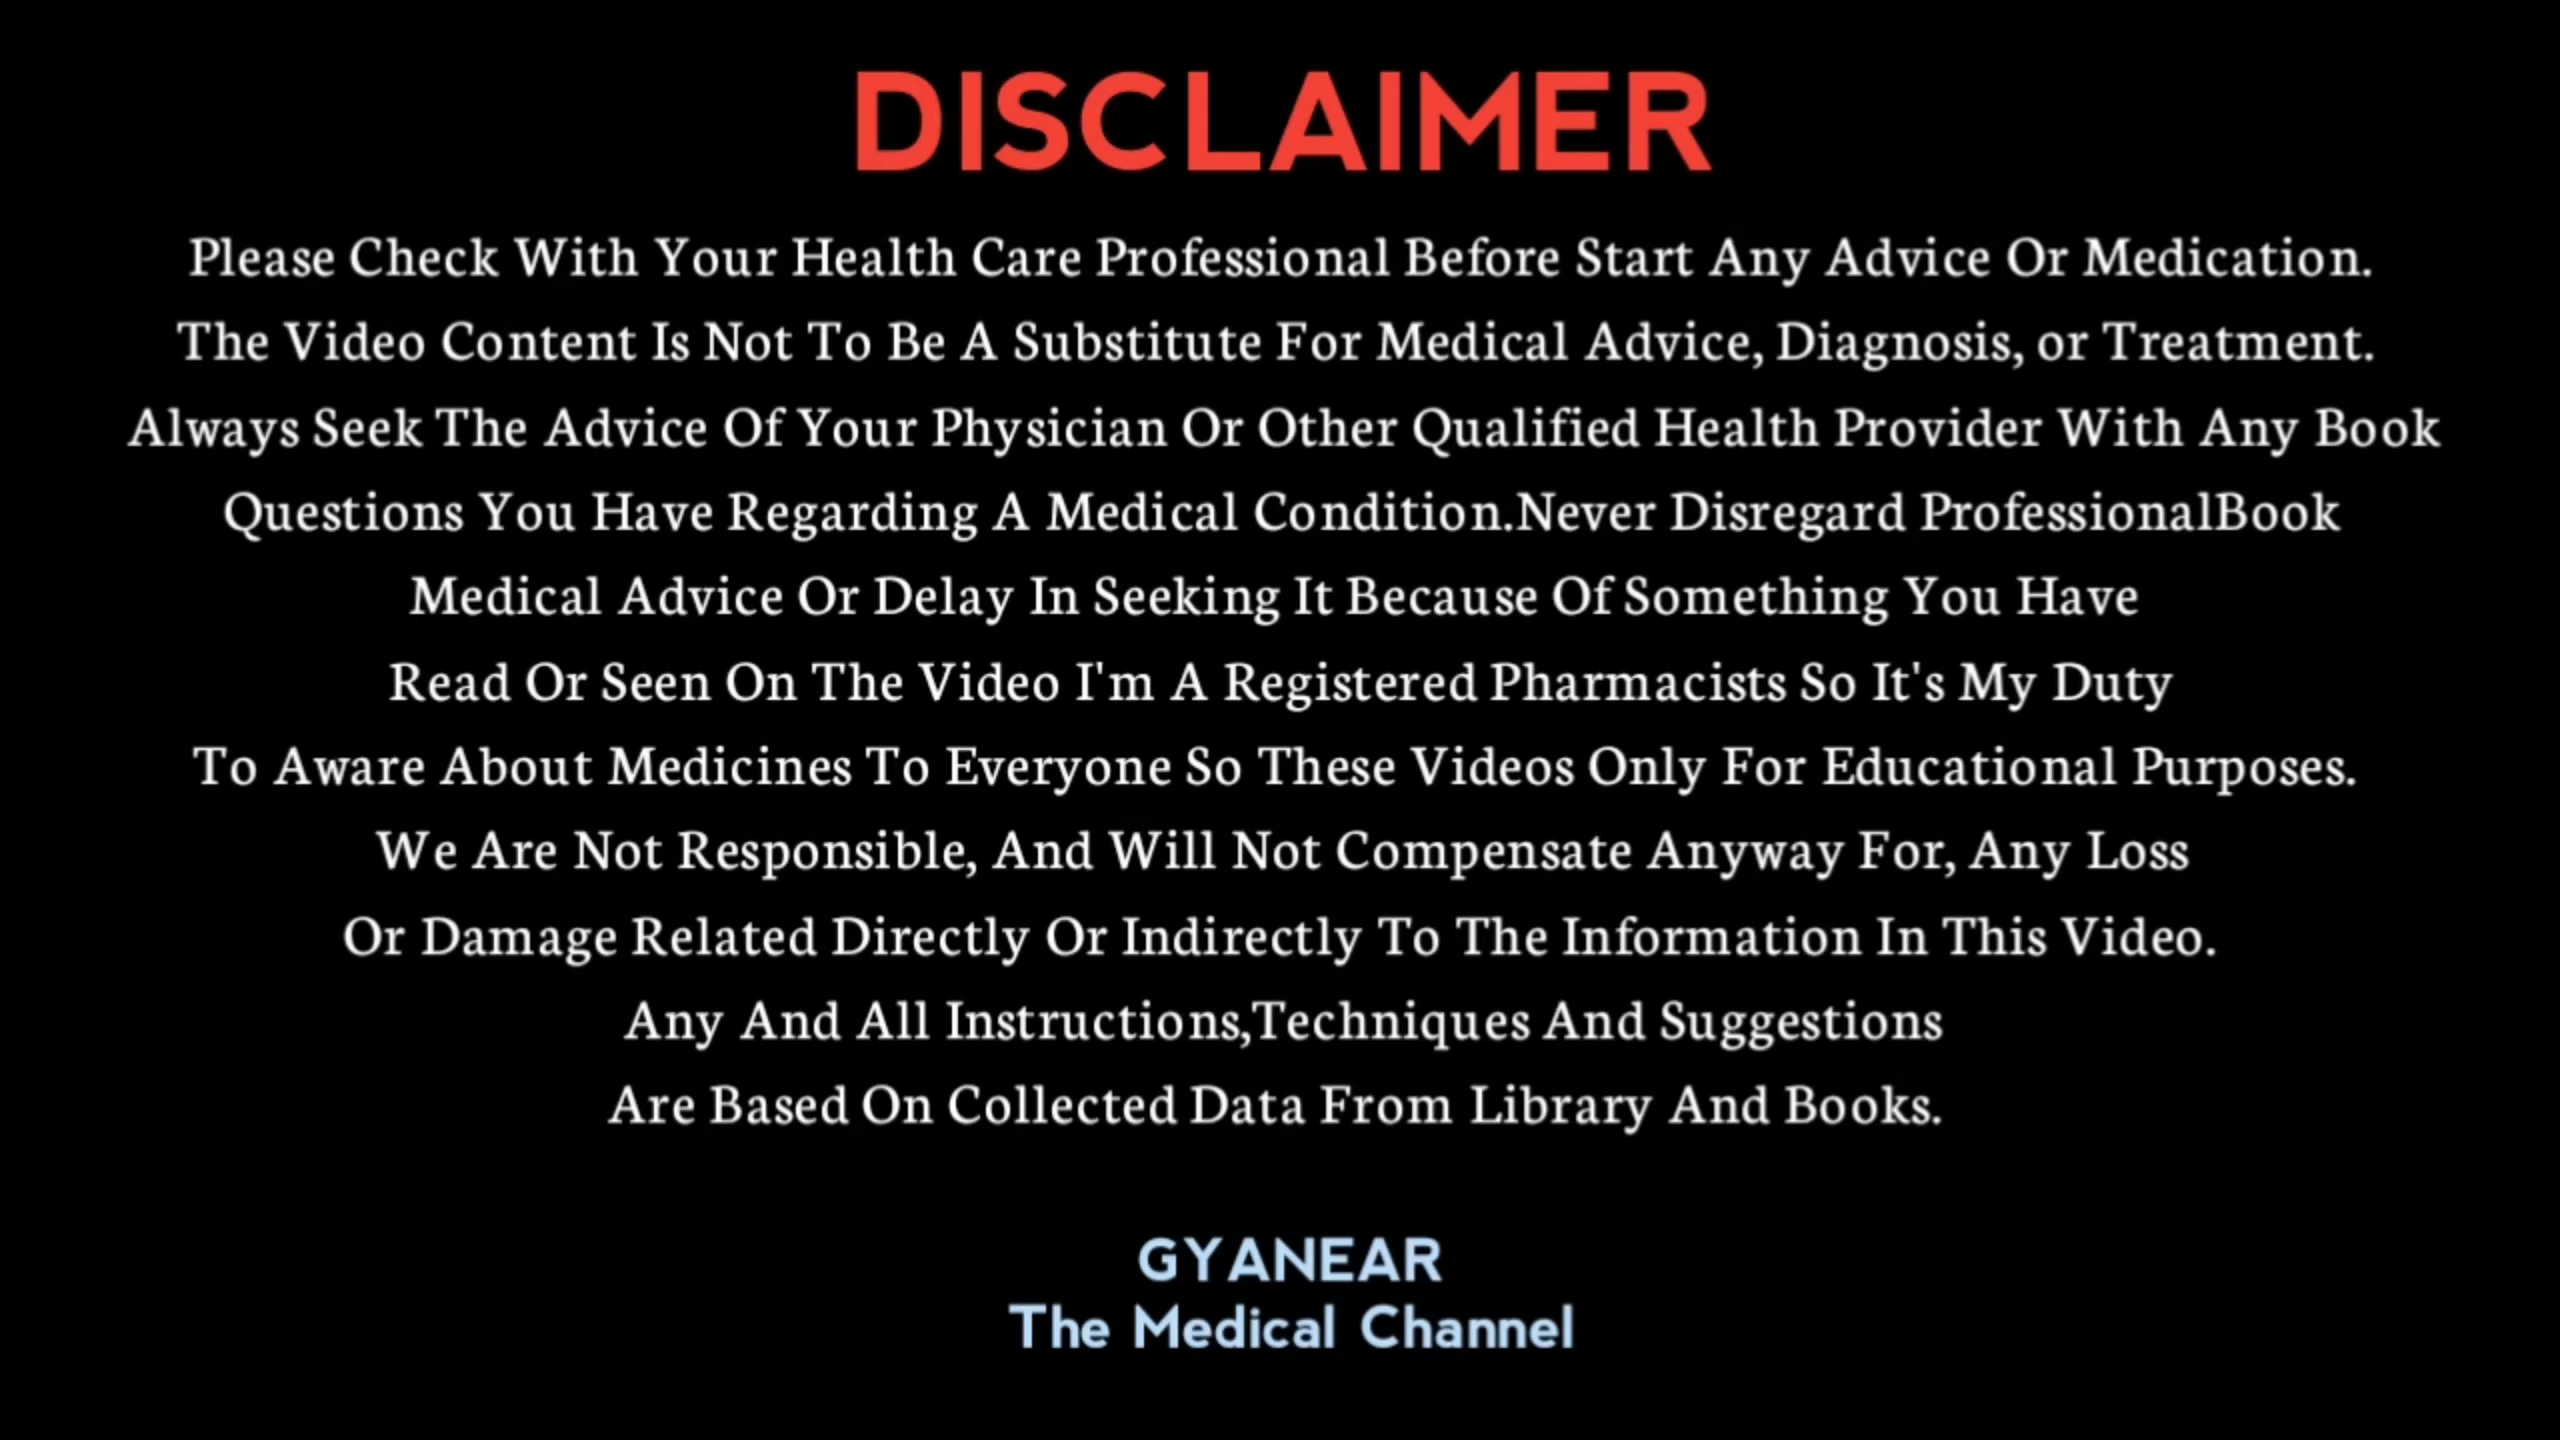 DISCLAIMER
Please Check With Your Health Care Professional Before Start Any Advice Or Medication.
The Video Content Is Not To Be A Substitute For Medical Advice, Diagnosis, or Treatment.
Always Seek The Advice Of Your Physician Or Other Qualified Health Provider With Any Book
Questions You Have Regarding A Medical Condition.Never Disregard ProfessionalBook
Medical Advice Or Delay In Seeking It Because Of Something You Have
Read Or Seen On The Video I'm A Registered Pharmacists So It's My Duty
To Aware About Medicines To Everyone So These Videos Only For Educational Purposes.
We Are Not Responsible, And Will Not Compensate Anyway For, Any Loss
Or Damage Related Directly Or Indirectly To The Information In This Video.
Any And All Instructions,Techniques And Suggestions
Are Based On Collected Data From Library And Books.
GYANEAR
The Medical Channel